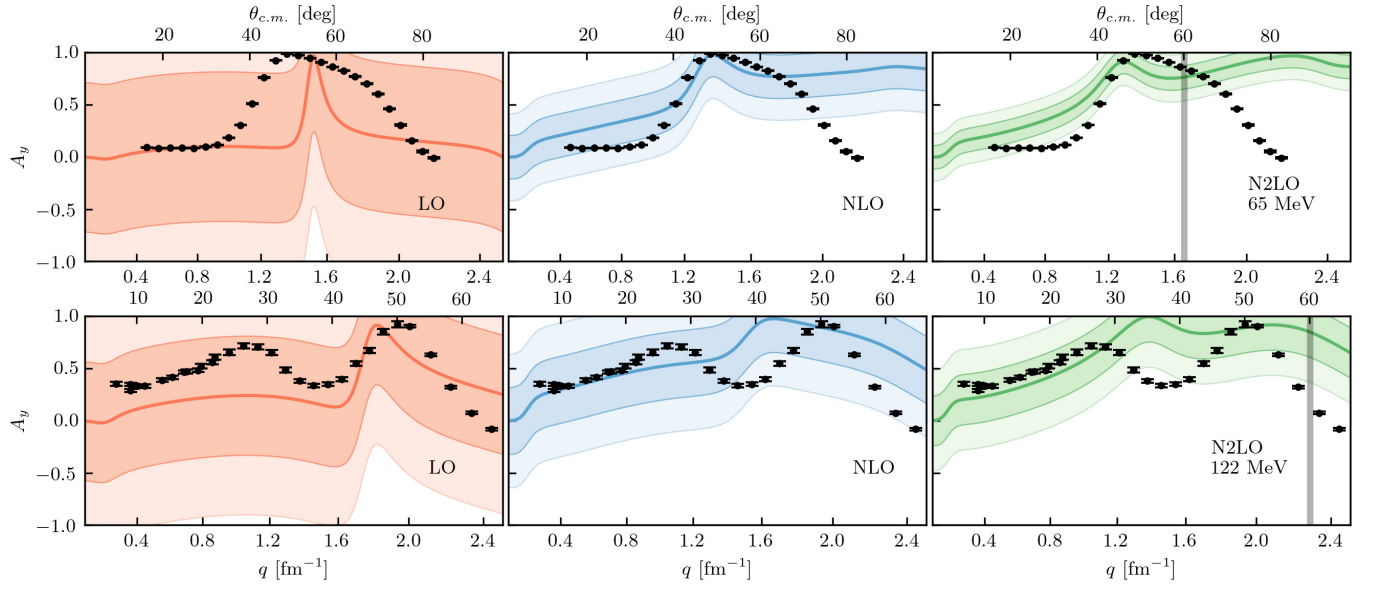 θc.m. [deg] θc.m. [deg] θc.m. [deg]
20 40 60 80 20 40 60 80 20 40 60 80
1.0
0.5
0.0
−0.5
−1.0
Ay
LO NLO N2LO
65 MeV
0.4 0.8 1.2 1.6 2.0 2.4 0.4 0.8 1.2 1.6 2.0 2.4 0.4 0.8 1.2 1.6 2.0 2.4
10 20 30 40 50 60 10 20 30 40 50 60 10 20 30 40 50 60
1.0
0.5
0.0
−0.5
−1.0
Ay
LO NLO N2LO
122 MeV
0.4 0.8 1.2 1.6 2.0 2.4 0.4 0.8 1.2 1.6 2.0 2.4 0.4 0.8 1.2 1.6 2.0 2.4
q [fm⁻¹] q [fm⁻¹] q [fm⁻¹]